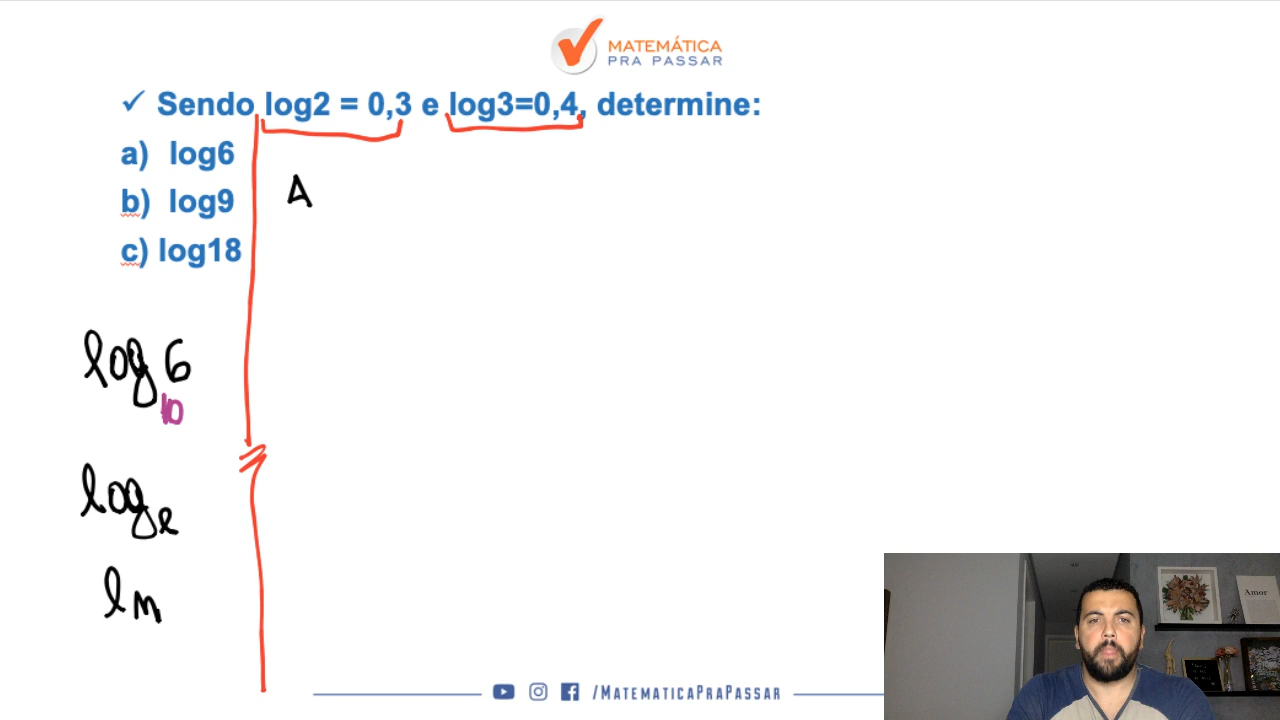 MATEMÁTICA
PRA PASSAR
✓ Sendo log2 = 0,3 e log3=0,4, determine:
a) log6
b) log9
c) log18
A
log 6
10
log e
ln
Amor
/MATEMATICAPRAPASSAR